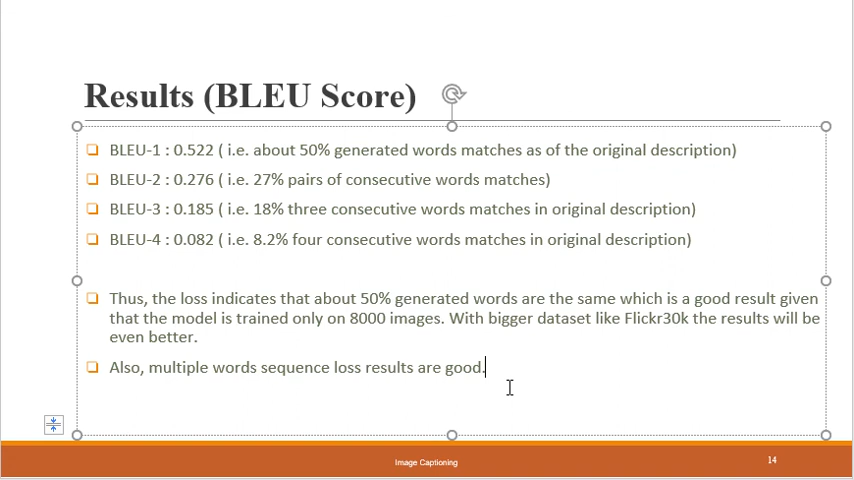 Results (BLEU Score)
BLEU-1 : 0.522 ( i.e. about 50% generated words matches as of the original description)
BLEU-2 : 0.276 ( i.e. 27% pairs of consecutive words matches)
BLEU-3 : 0.185 ( i.e. 18% three consecutive words matches in original description)
BLEU-4 : 0.082 ( i.e. 8.2% four consecutive words matches in original description)
Thus, the loss indicates that about 50% generated words are the same which is a good result given
that the model is trained only on 8000 images. With bigger dataset like Flickr30k the results will be
even better.
Also, multiple words sequence loss results are good.
Image Captioning
14